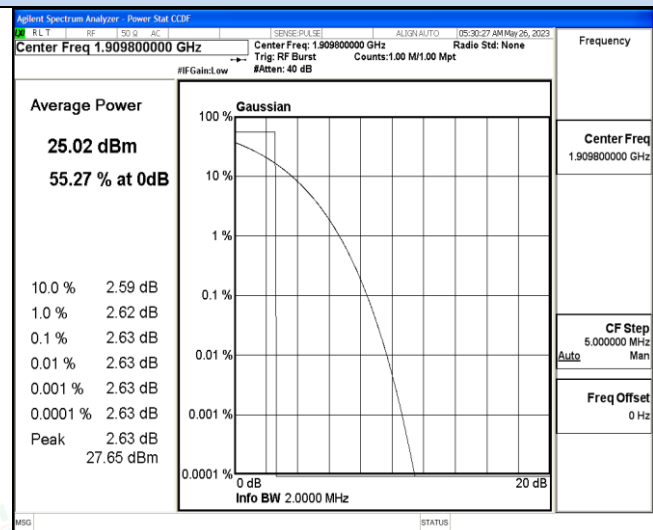 Agilent Spectrum Analyzer - Power Stat CCDF
RLT RF 50 Ω AC SENSE:PULSE ALIGN AUTO 05:30:27 AM May 26, 2023
Center Freq 1.909800000 GHz
Center Freq: 1.909800000 GHz Radio Std: None
Trig: RF Burst Counts:1.00 M/1.00 Mpt
#IFGain:Low #Atten: 40 dB
Frequency
Average Power
25.02 dBm
55.27 % at 0dB
10.0 % 2.59 dB
1.0 % 2.62 dB
0.1 % 2.63 dB
0.01 % 2.63 dB
0.001 % 2.63 dB
0.0001 % 2.63 dB
Peak 2.63 dB
27.65 dBm
Gaussian
100 %
10 %
1 %
0.1 %
0.01 %
0.001 %
0.0001 %
0 dB 20 dB
Info BW 2.0000 MHz
Center Freq
1.909800000 GHz
CF Step
5.000000 MHz
Auto Man
Freq Offset
0 Hz
MSG STATUS